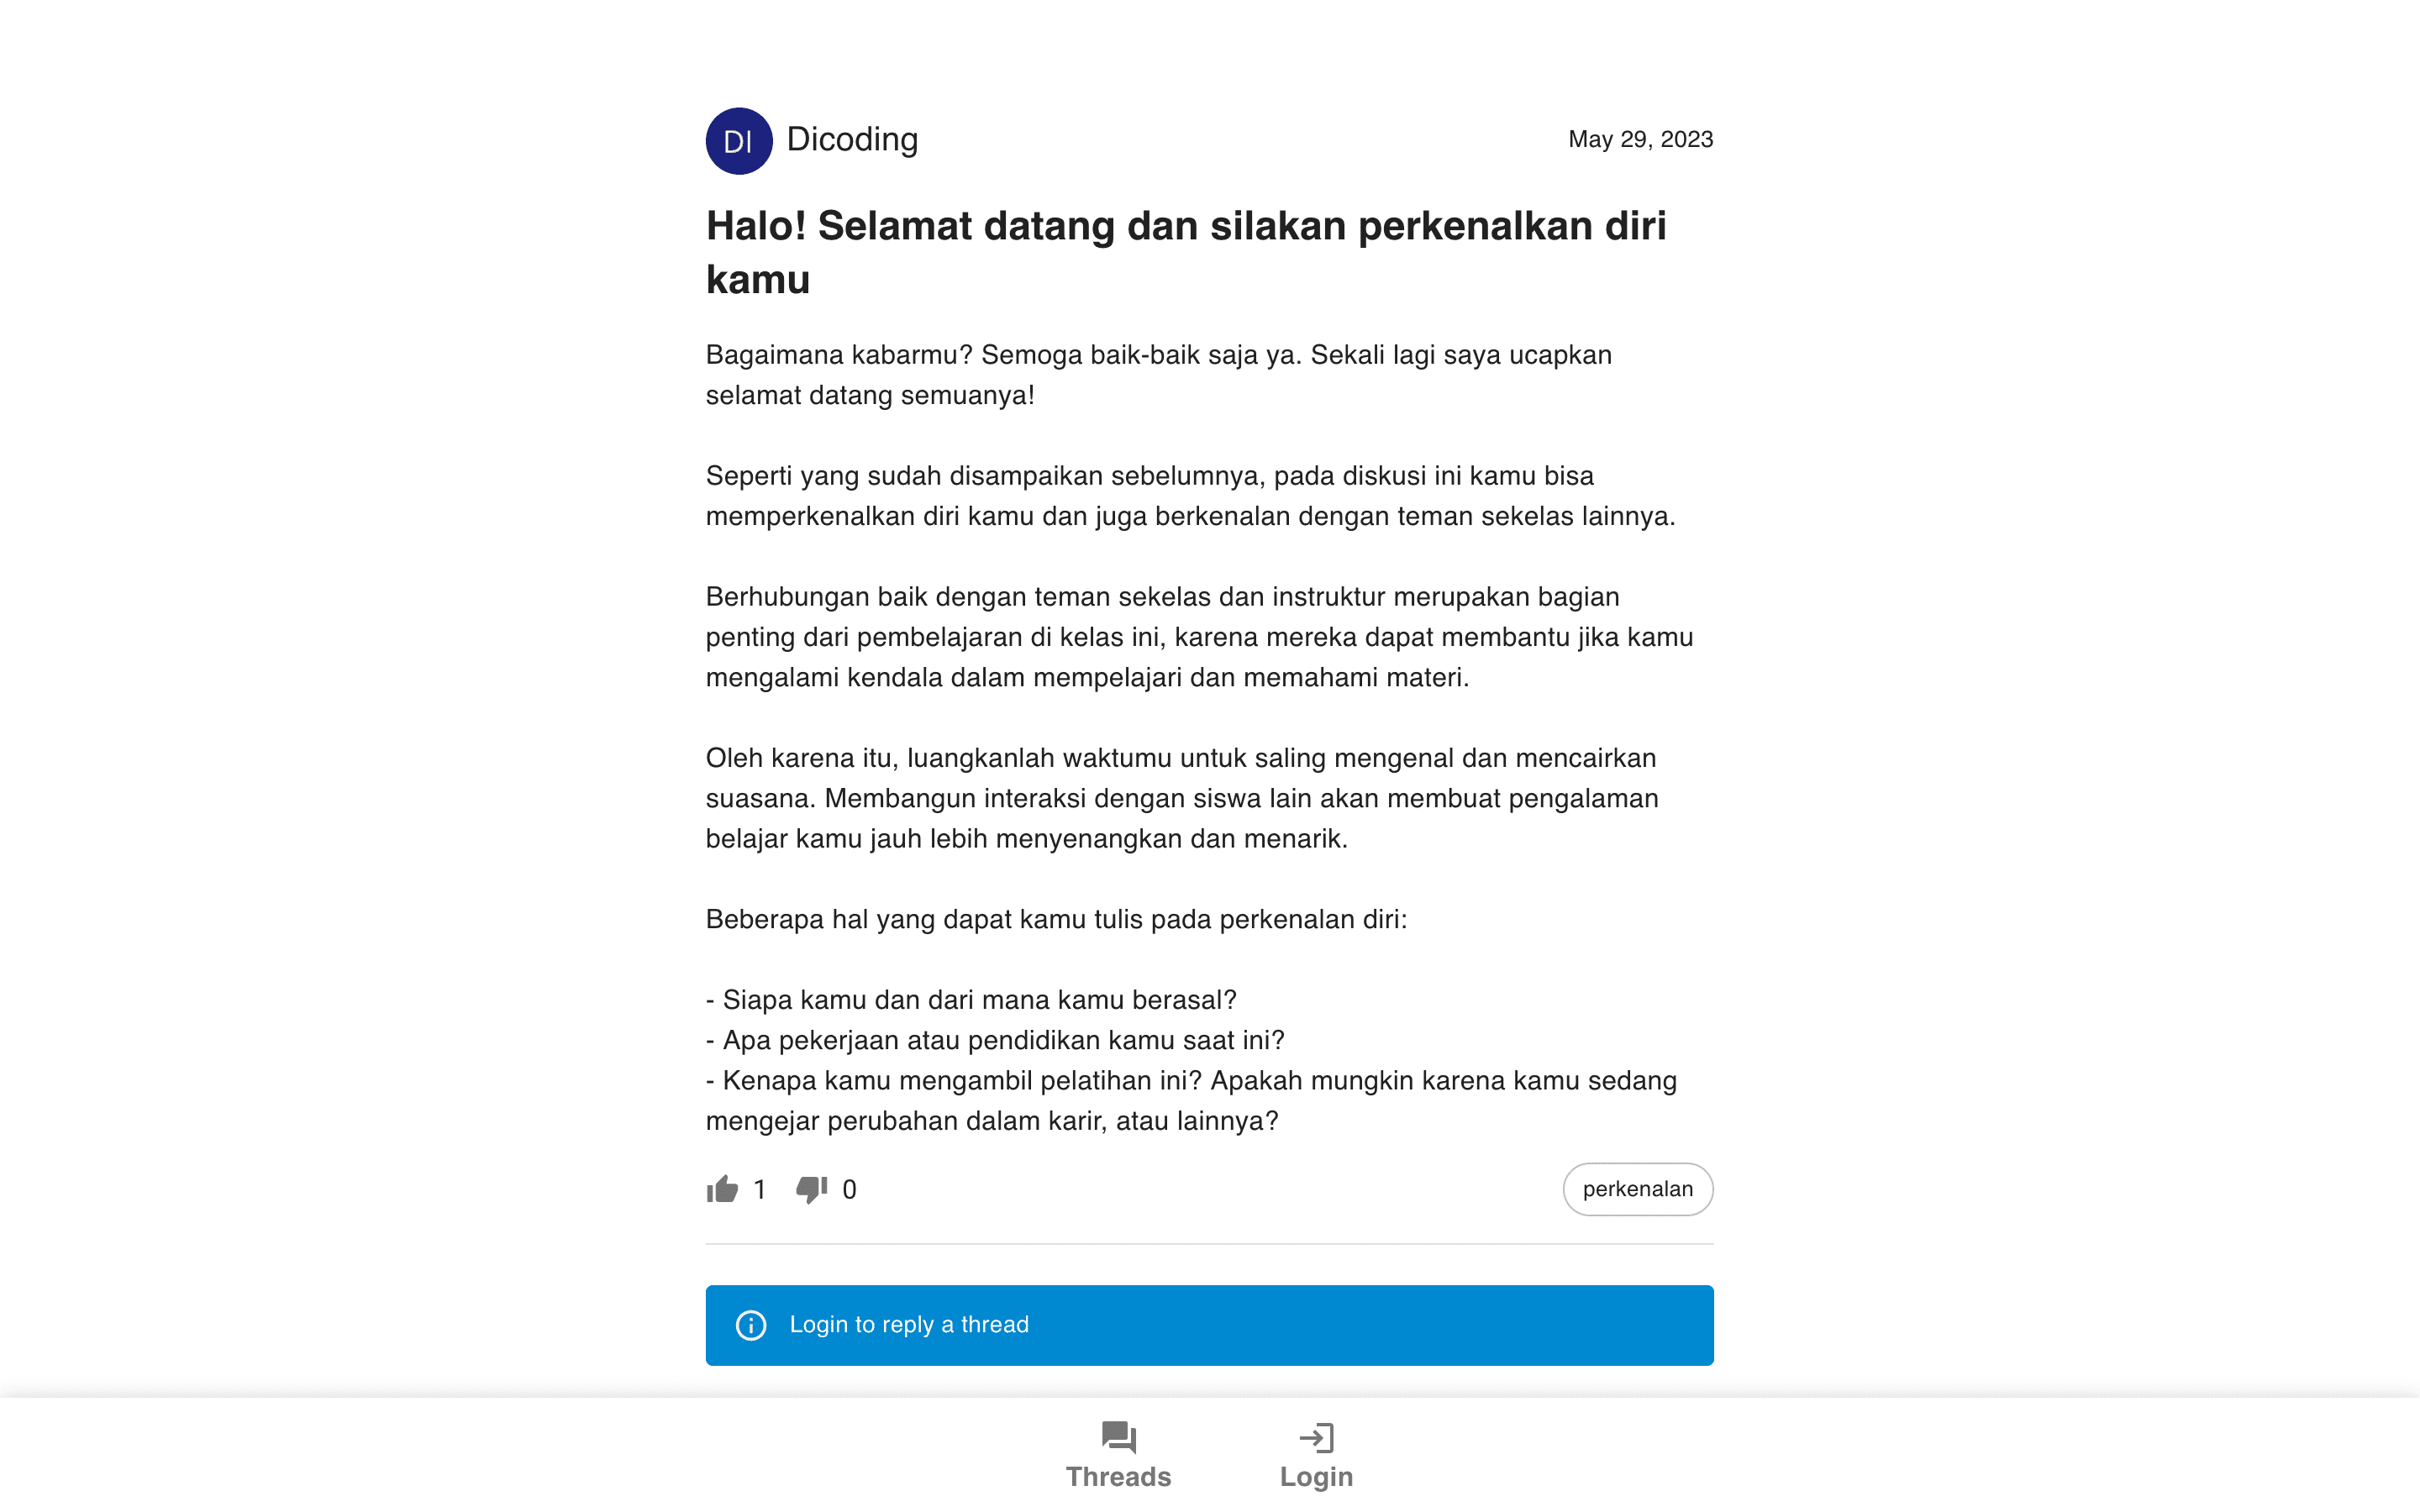 DI
Dicoding
May 29, 2023
Halo! Selamat datang dan silakan perkenalkan diri
kamu
Bagaimana kabarmu? Semoga baik-baik saja ya. Sekali lagi saya ucapkan
selamat datang semuanya!
Seperti yang sudah disampaikan sebelumnya, pada diskusi ini kamu bisa
memperkenalkan diri kamu dan juga berkenalan dengan teman sekelas lainnya.
Berhubungan baik dengan teman sekelas dan instruktur merupakan bagian
penting dari pembelajaran di kelas ini, karena mereka dapat membantu jika kamu
mengalami kendala dalam mempelajari dan memahami materi.
Oleh karena itu, luangkanlah waktumu untuk saling mengenal dan mencairkan
suasana. Membangun interaksi dengan siswa lain akan membuat pengalaman
belajar kamu jauh lebih menyenangkan dan menarik.
Beberapa hal yang dapat kamu tulis pada perkenalan diri:
- Siapa kamu dan dari mana kamu berasal?
- Apa pekerjaan atau pendidikan kamu saat ini?
- Kenapa kamu mengambil pelatihan ini? Apakah mungkin karena kamu sedang
mengejar perubahan dalam karir, atau lainnya?
1
0
perkenalan
Login to reply a thread
Threads
Login